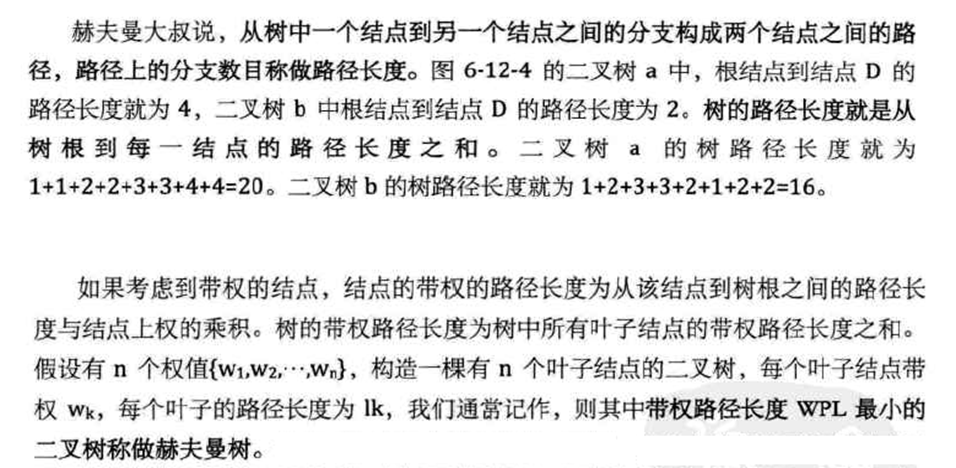 赫夫曼大叔说，从树中一个结点到另一个结点之间的分支构成两个结点之间的路
径，路径上的分支数目称做路径长度。图 6-12-4 的二叉树 a 中，根结点到结点 D 的
路径长度就为 4，二叉树 b 中根结点到结点 D 的路径长度为 2。树的路径长度就是从
树根到每一结点的路径长度之和。二叉树 a 的树路径长度就为
1+1+2+2+3+3+4+4=20。二叉树 b 的树路径长度就为 1+2+3+3+2+1+2+2=16。
如果考虑到带权的结点，结点的带权的路径长度为从该结点到树根之间的路径长
度与结点上权的乘积。树的带权路径长度为树中所有叶子结点的带权路径长度之和。
假设有 n 个权值{w₁,w₂,…,wₙ}，构造一棵有 n 个叶子结点的二叉树，每个叶子结点带
权 wₖ，每个叶子的路径长度为 lk，我们通常记作，则其中带权路径长度 WPL 最小的
二叉树称做赫夫曼树。